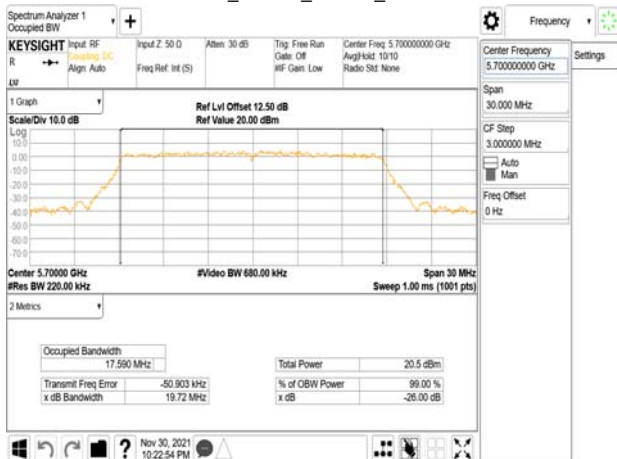 Spectrum Analyzer 1
Occupied BW
KEYSIGHT
R
Input: RF
Coupling: DC
Align: Auto
Input Z: 50 Ω
Freq Ref: Int (S)
Atten: 30 dB
Trig: Free Run
Gate: Off
#IF Gain: Low
Center Freq: 5.700000000 GHz
Avg|Hold: 10/10
Radio Std: None
1 Graph
Scale/Div 10.0 dB
Ref Lvl Offset 12.50 dB
Ref Value 20.00 dBm
Log
10.0
0.00
-10.0
-20.0
-30.0
-40.0
-50.0
-60.0
-70.0
Center 5.70000 GHz
#Res BW 220.00 kHz
#Video BW 680.00 kHz
Span 30 MHz
Sweep 1.00 ms (1001 pts)
2 Metrics
Occupied Bandwidth
17.590 MHz
Total Power 20.5 dBm
Transmit Freq Error -50.903 kHz
% of OBW Power 99.00 %
x dB Bandwidth 19.72 MHz
x dB -26.00 dB
Nov 30, 2021
10:22:54 PM
Frequency
Center Frequency
5.700000000 GHz
Settings
Span
30.000 MHz
CF Step
3.000000 MHz
Auto
Man
Freq Offset
0 Hz